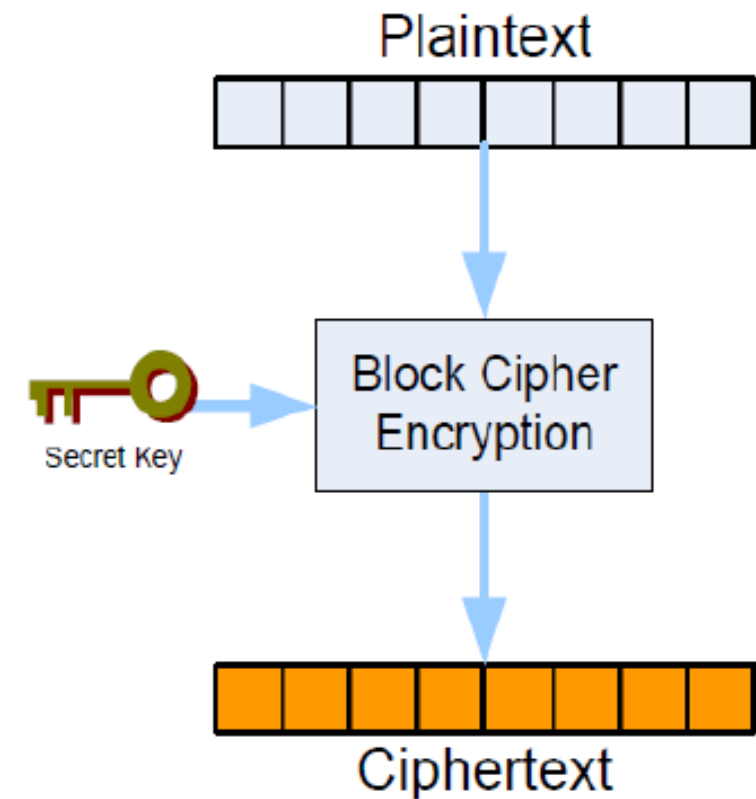 Plaintext
Block Cipher
Encryption
Secret Key
Ciphertext